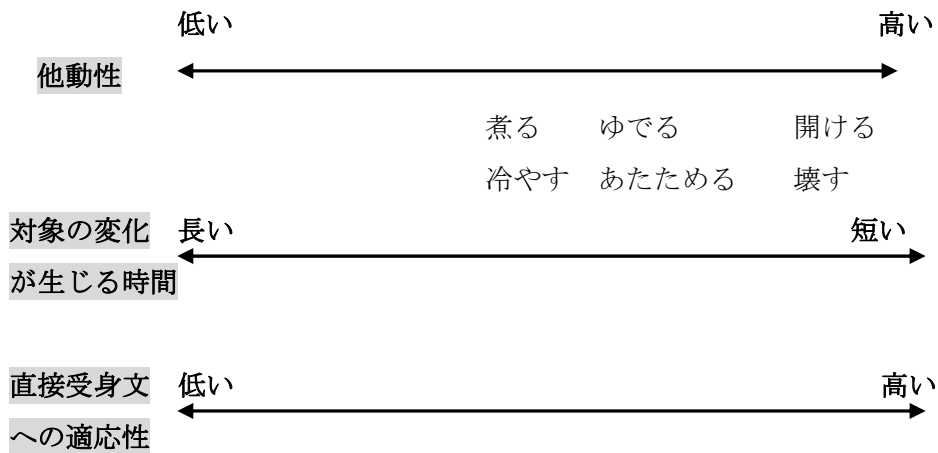 低い 高い
他動性
煮る ゆでる 開ける
冷やす あたためる 壊す
対象の変化 長い 短い
が生じる時間
直接受身文 低い 高い
への適応性